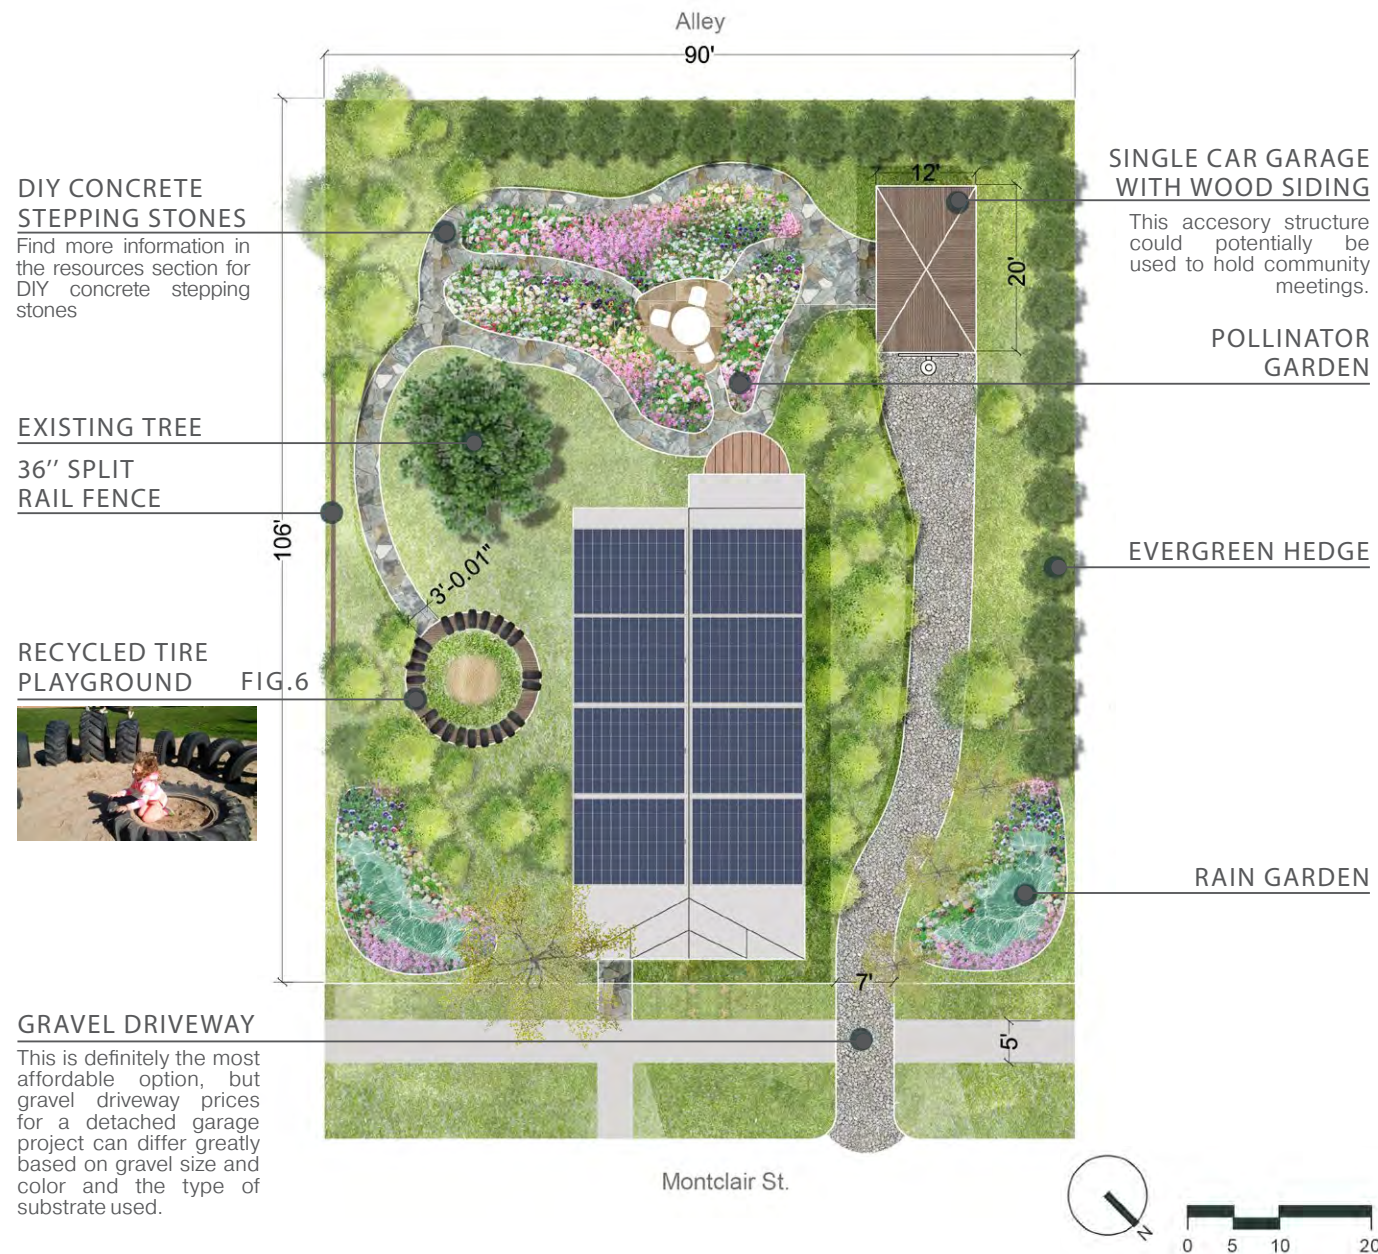 Alley
90'
DIY CONCRETE
STEPPING STONES
Find more information in
the resources section for
DIY concrete stepping
stones
EXISTING TREE
36'' SPLIT
RAIL FENCE
106'
3'-0.01"
RECYCLED TIRE
PLAYGROUND FIG.6
GRAVEL DRIVEWAY
This is definitely the most
affordable option, but
gravel driveway prices
for a detached garage
project can differ greatly
based on gravel size and
color and the type of
substrate used.
12'
20'
SINGLE CAR GARAGE
WITH WOOD SIDING
This accesory structure
could potentially be
used to hold community
meetings.
POLLINATOR
GARDEN
EVERGREEN HEDGE
RAIN GARDEN
7'
5'
Montclair St.
N
0 5 10 20